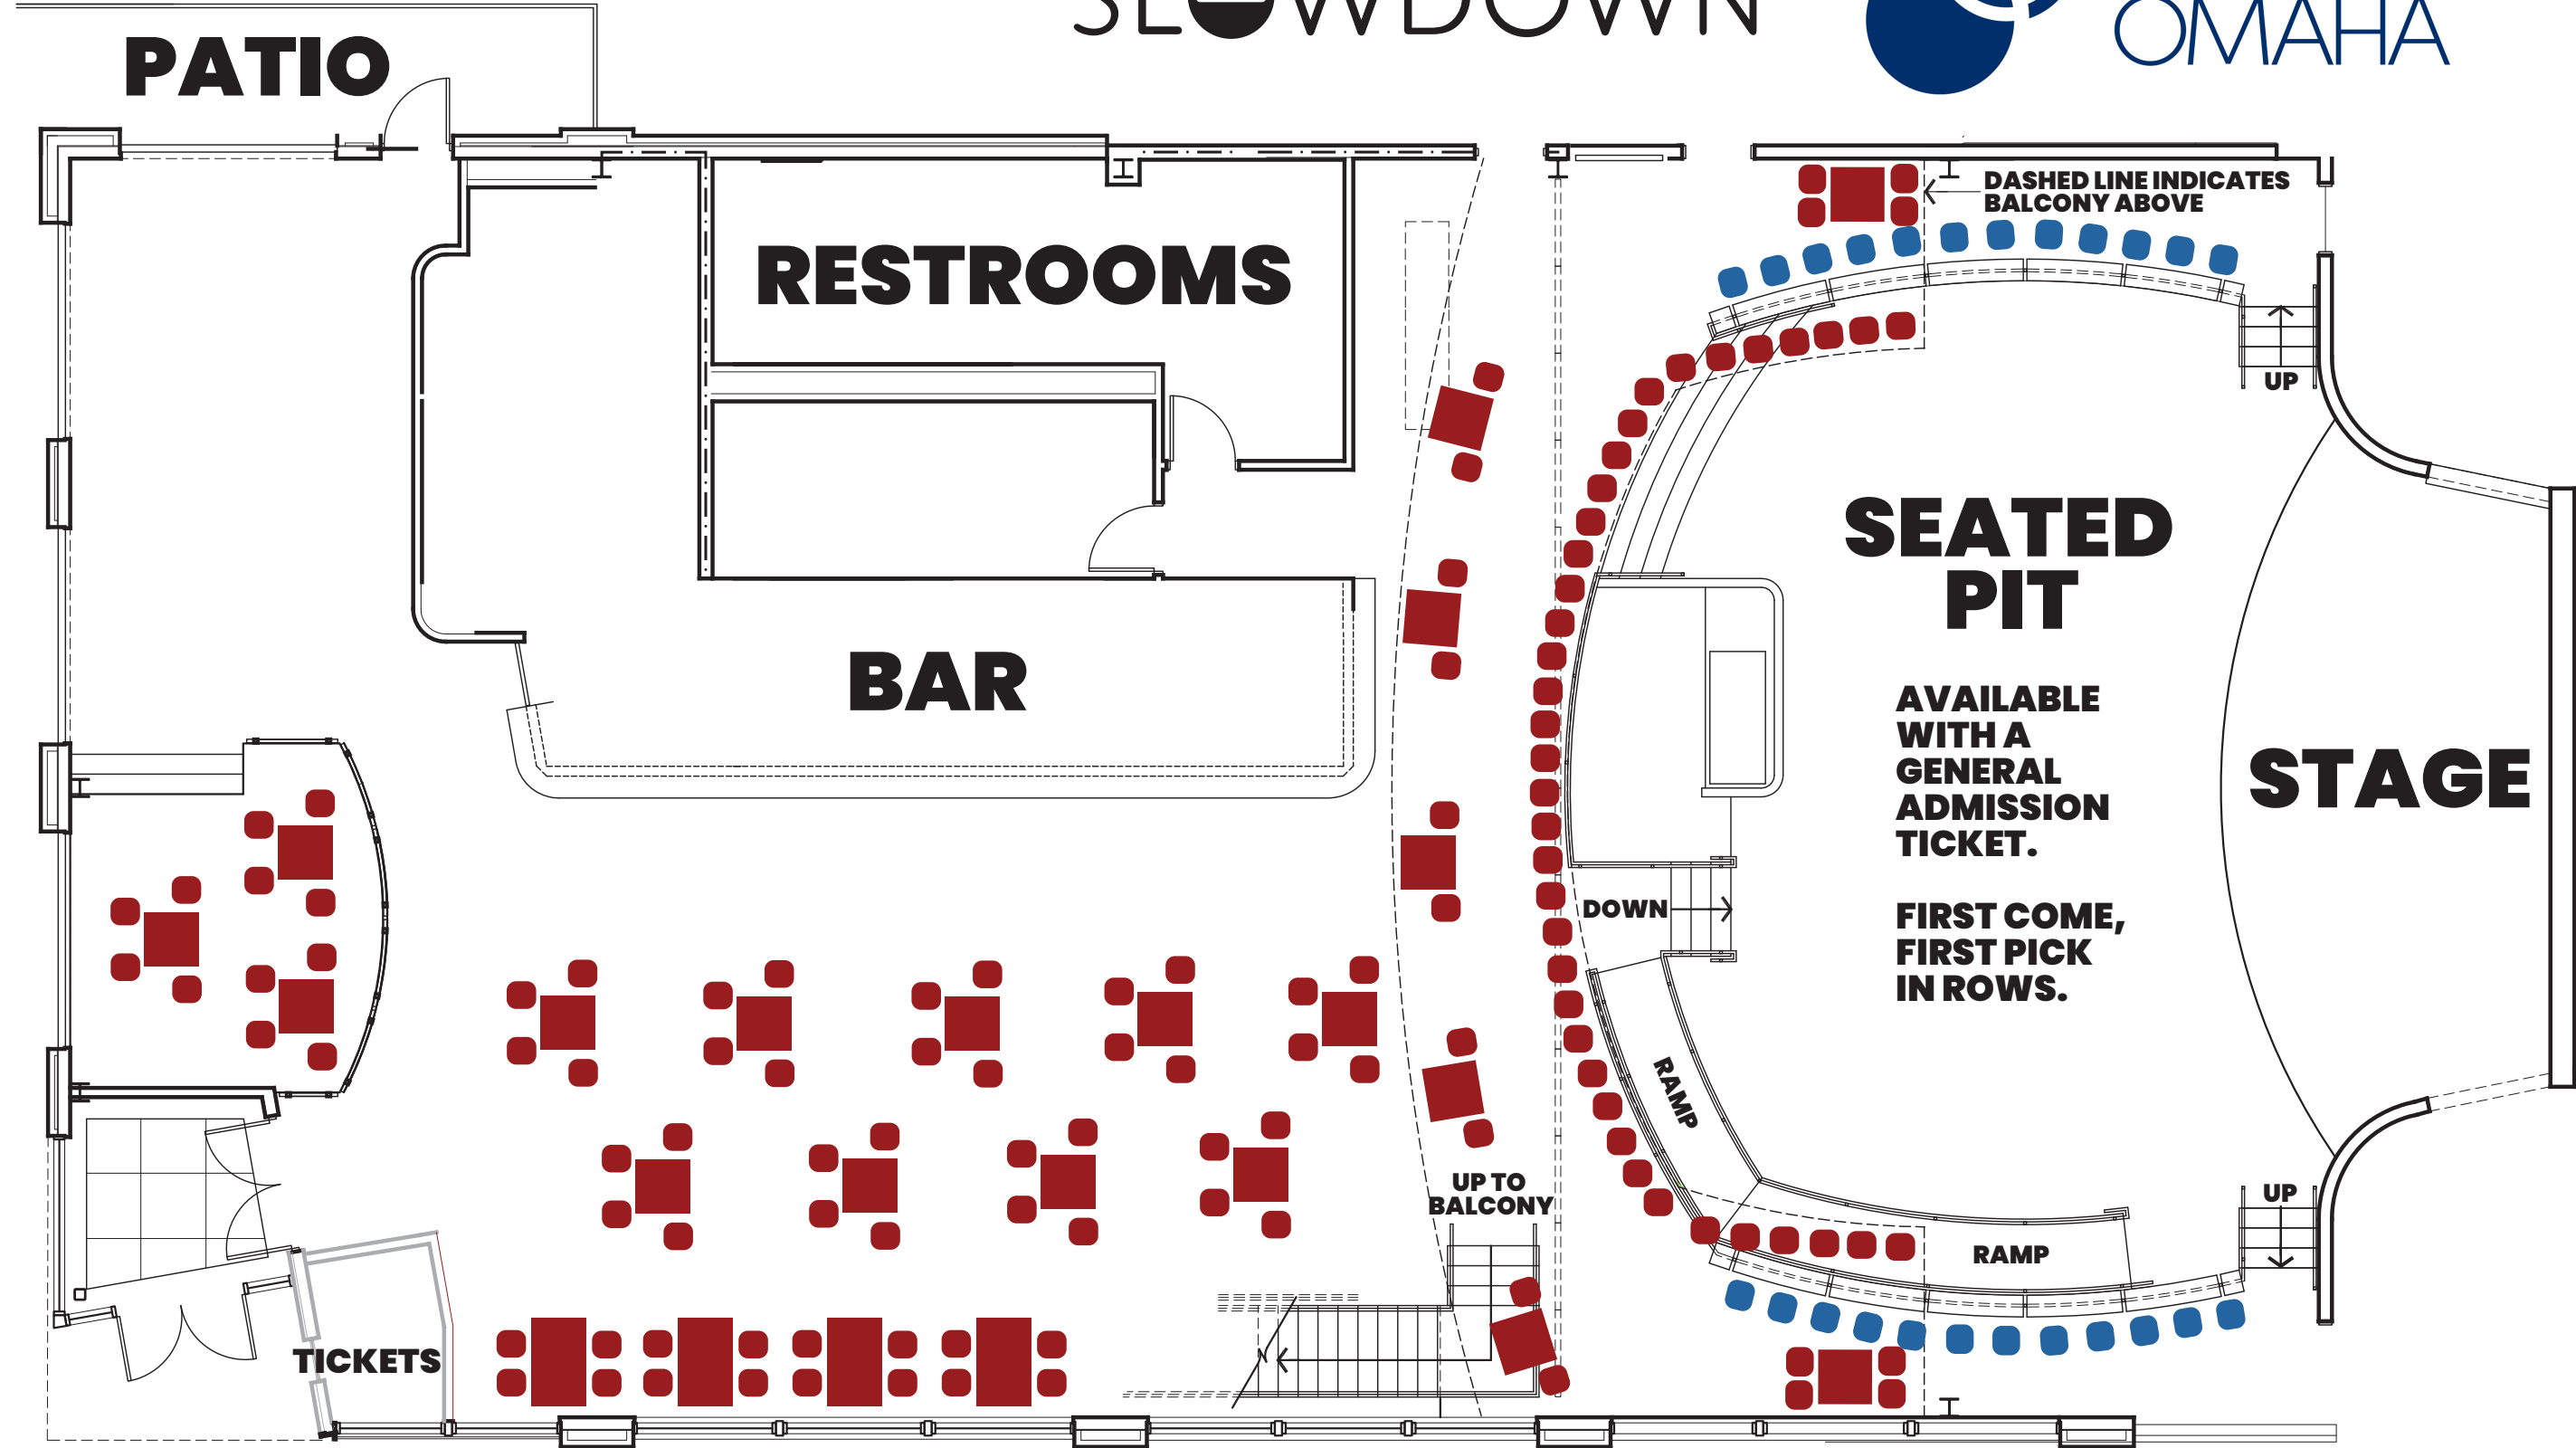 SLOWDOWN
OMAHA
PATIO
DASHED LINE INDICATES
BALCONY ABOVE
RESTROOMS
UP
SEATED
PIT
BAR
AVAILABLE
WITH A
GENERAL
ADMISSION
TICKET.
STAGE
DOWN
FIRST COME,
FIRST PICK
IN ROWS.
RAMP
UP TO
BALCONY
UP
RAMP
TICKETS